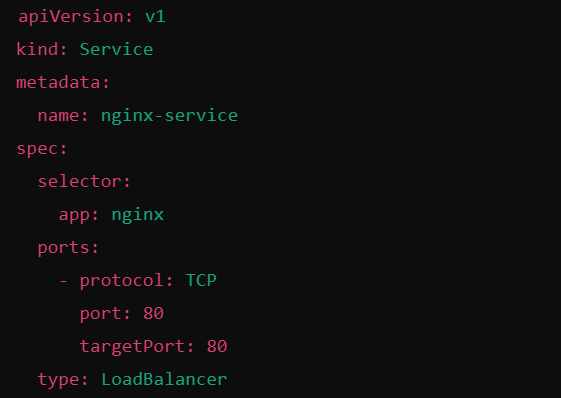 apiVersion: v1
kind: Service
metadata:
  name: nginx-service
spec:
  selector:
    app: nginx
  ports:
    - protocol: TCP
      port: 80
      targetPort: 80
  type: LoadBalancer